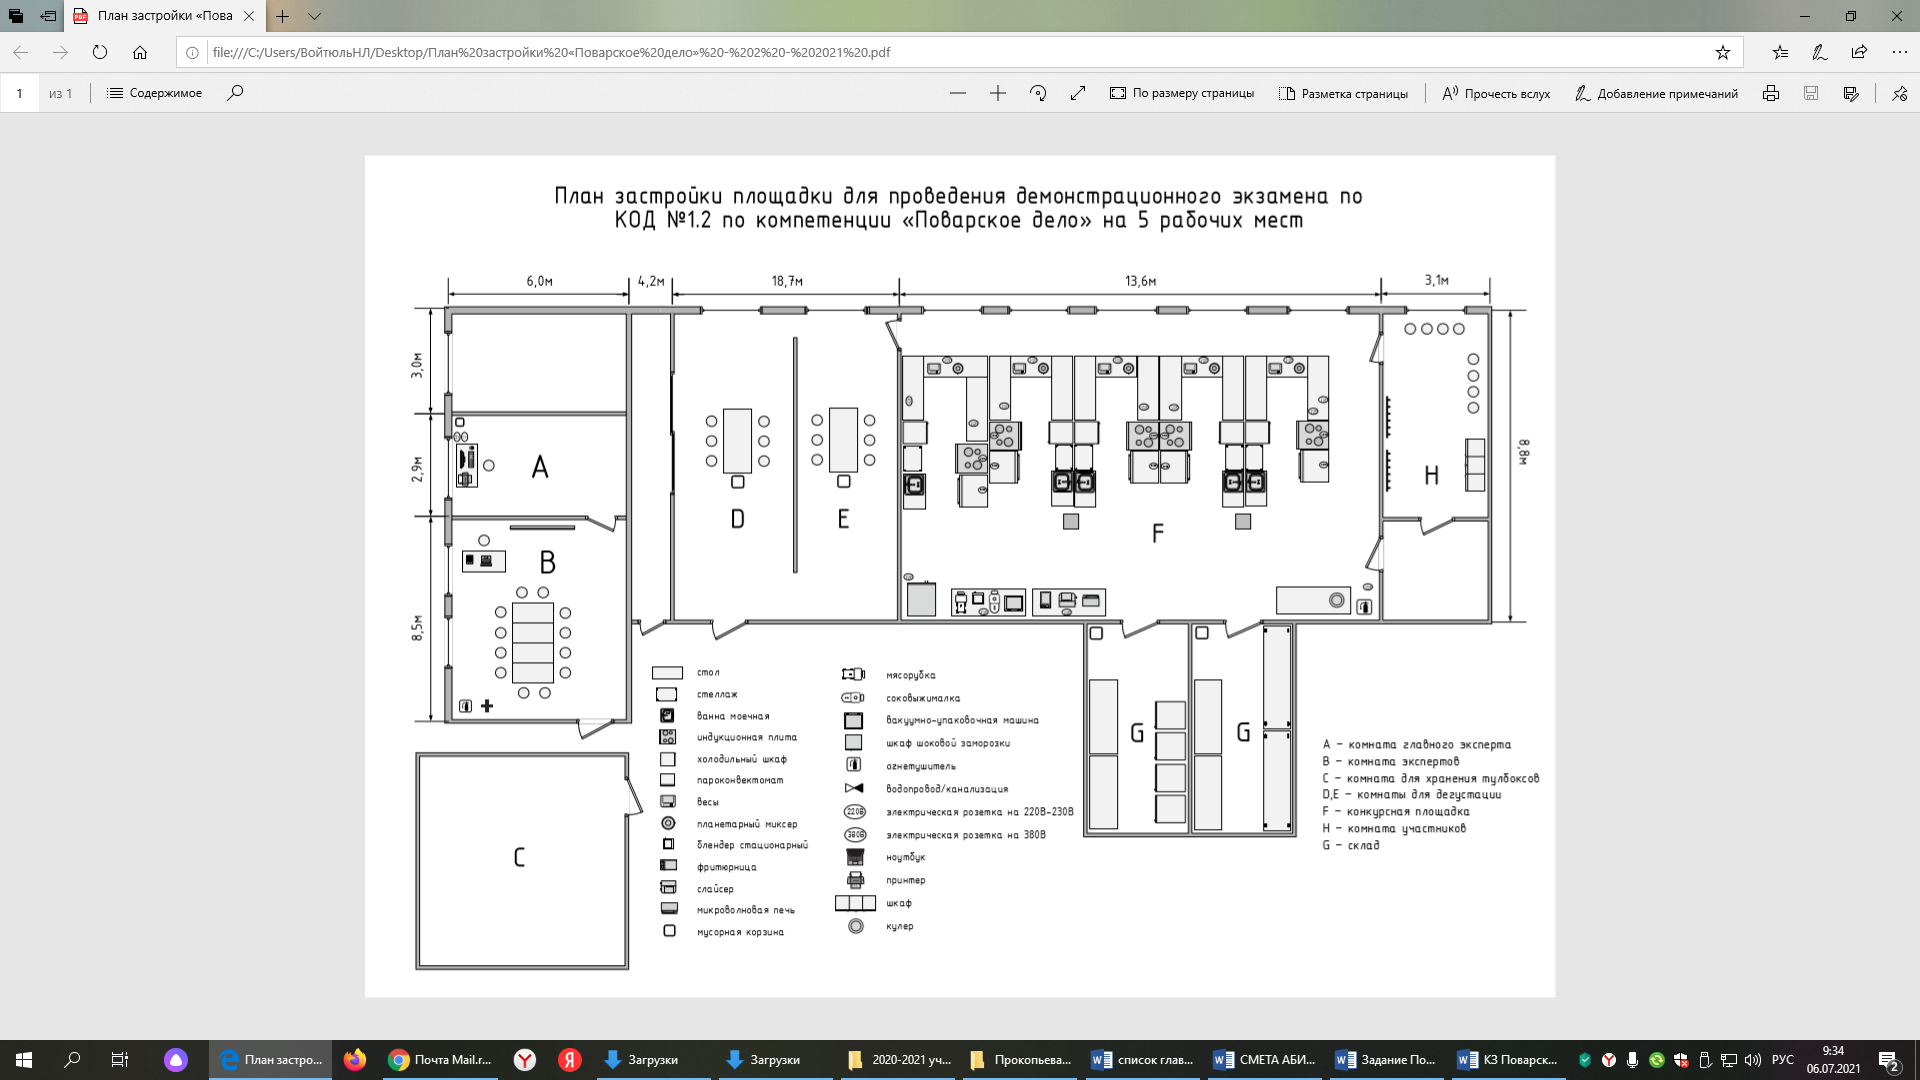 План застройки «Пова
file:///C:/Users/ВойтюльНЛ/Desktop/План%20застройки%20«Поварское%20дело»%20-%202%20-%202021%20.pdf
1 из 1 Содержимое По размеру страницы Разметка страницы Прочесть вслух Добавление примечаний
План застройки площадки для проведения демонстрационного экзамена по
КОД №1.2 по компетенции «Поварское дело» на 5 рабочих мест
6,0м 4,2м 18,7м 13,6м 3,1м
3,0м
2,9м
8,5м
8,8м
A
B
C
D
E
F
H
G
G
стол
стеллаж
ванна моечная
индукционная плита
холодильный шкаф
пароконвектомат
весы
планетарный миксер
блендер стационарный
фритюрница
слайсер
микроволновая печь
мусорная корзина
мясорубка
соковыжималка
вакуумно-упаковочная машина
шкаф шоковой заморозки
огнетушитель
водопровод/канализация
220В электрическая розетка на 220В-230В
380В электрическая розетка на 380В
ноутбук
принтер
шкаф
кулер
A - комната главного эксперта
B - комната экспертов
C - комната для хранения тулбоксов
D,E - комнаты для дегустации
F - конкурсная площадка
H - комната участников
G - склад
План застро... Почта Mail.r... Загрузки Загрузки 2020-2021 уч... Прокопьева... список глав... СМЕТА АБИ... Задание По... КЗ Поварск... РУС 9:34
06.07.2021
2